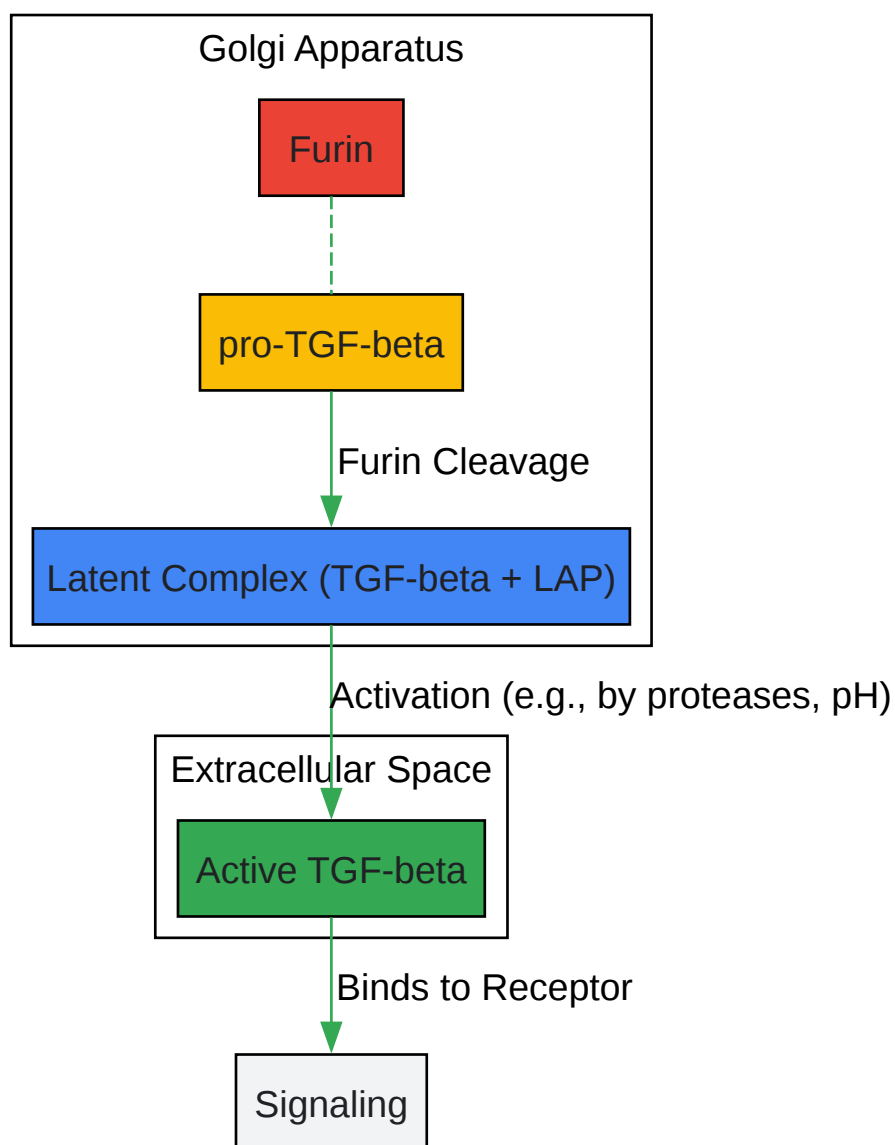 Golgi Apparatus
Furin
pro-TGF-beta
Furin Cleavage
Latent Complex (TGF-beta + LAP)
Activation (e.g., by proteases, pH)
Extracellular Space
Active TGF-beta
Binds to Receptor
Signaling